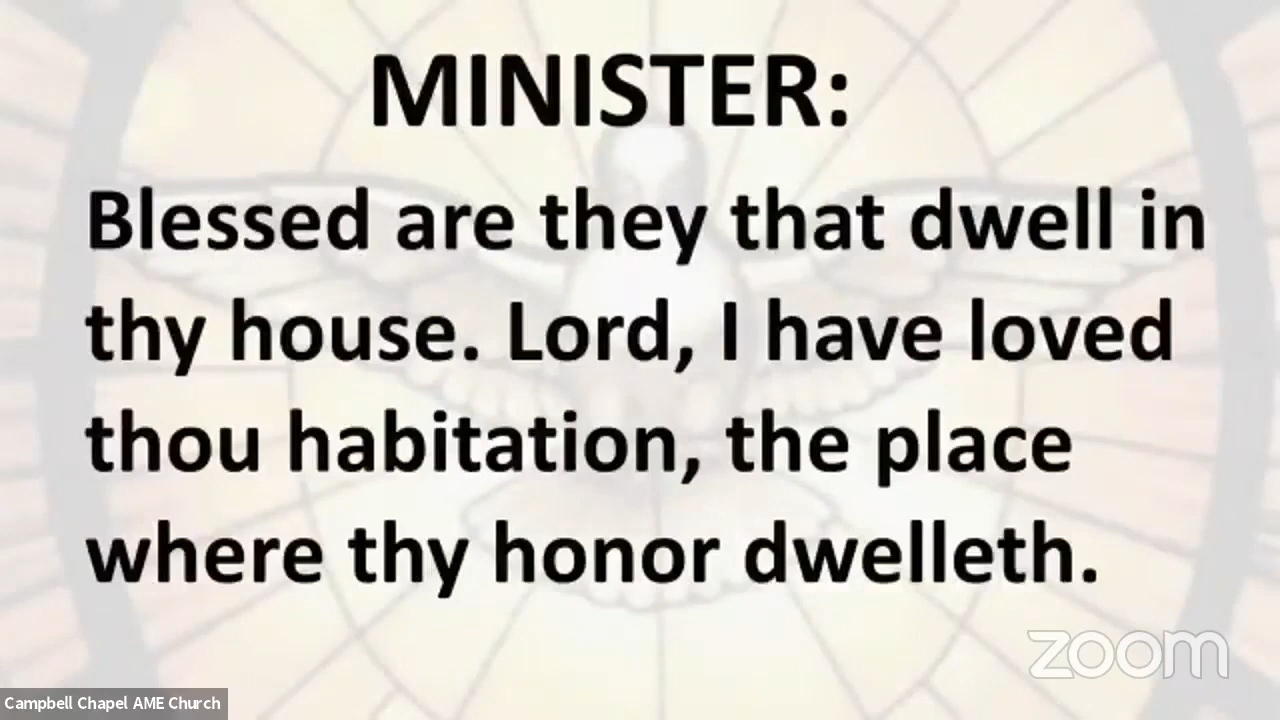 MINISTER:
Blessed are they that dwell in
thy house. Lord, I have loved
thou habitation, the place
where thy honor dwelleth.
zoom
Campbell Chapel AME Church